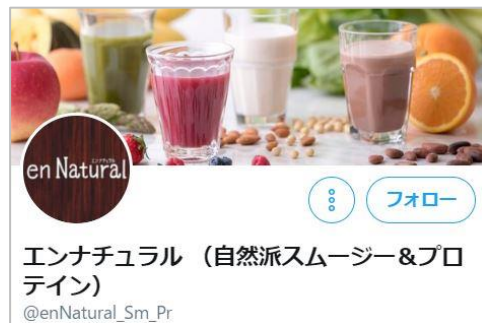 エンナチュラル
en Natural
フォロー
エンナチュラル （自然派スムージー＆プロ
テイン）
@enNatural_Sm_Pr